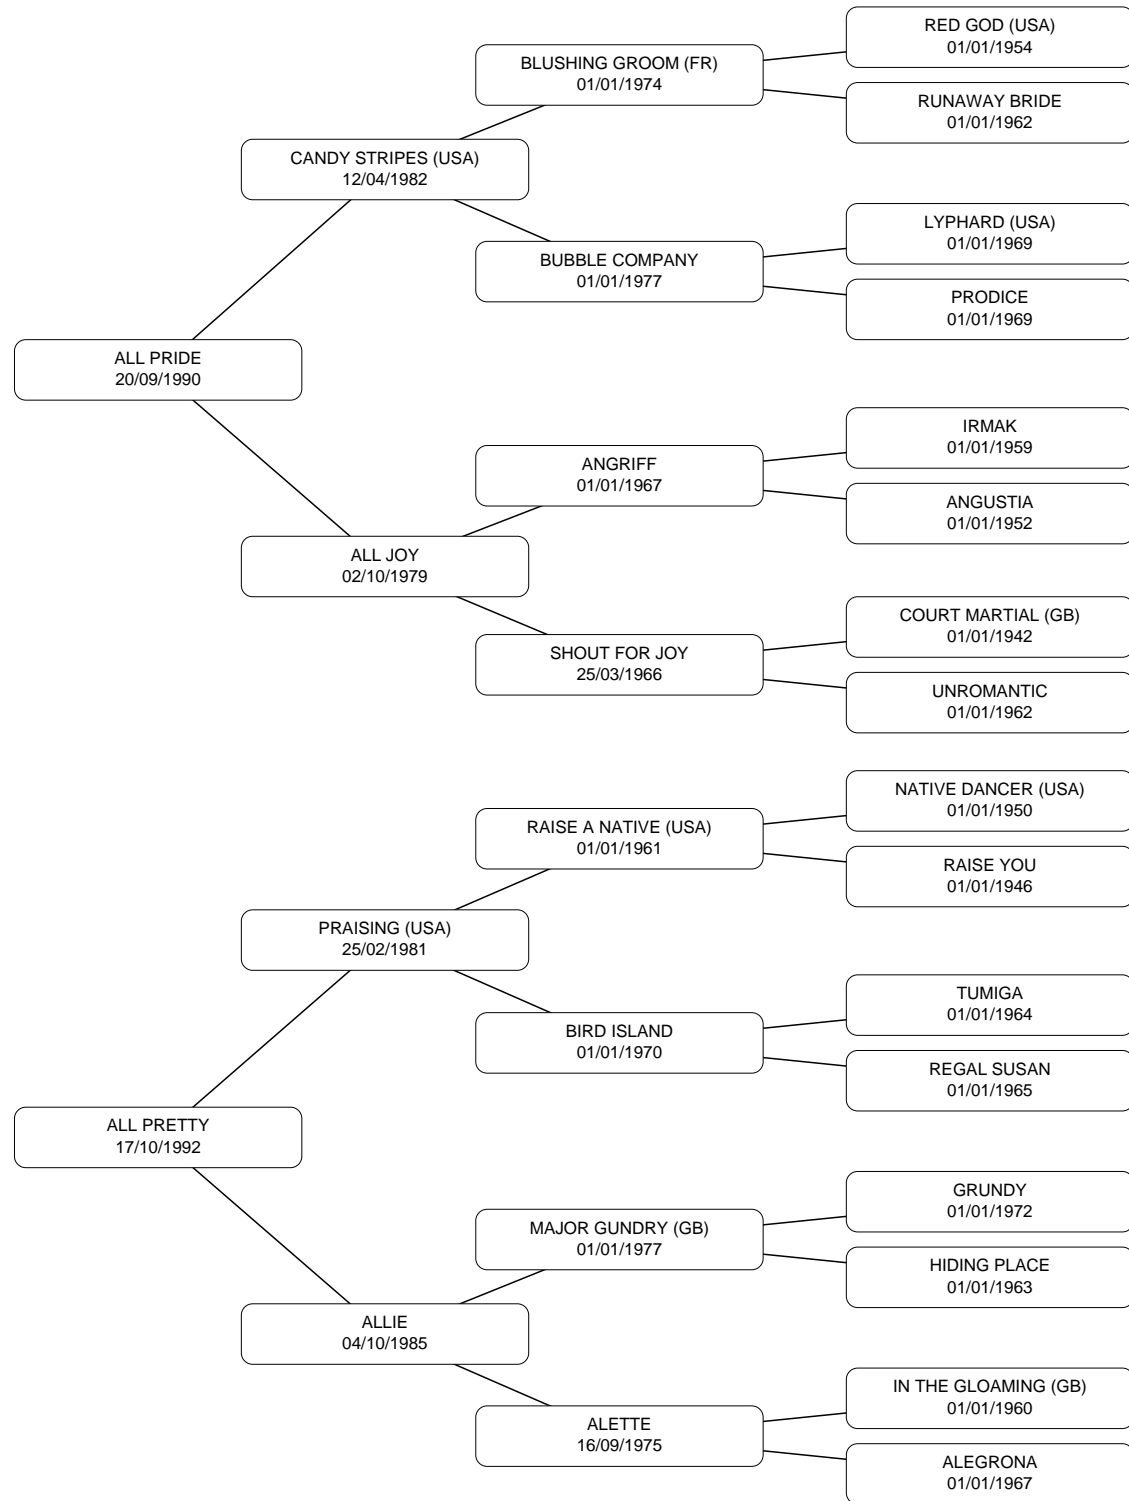 RED GOD (USA)
01/01/1954
BLUSHING GROOM (FR)
01/01/1974
RUNAWAY BRIDE
01/01/1962
CANDY STRIPES (USA)
12/04/1982
LYPHARD (USA)
01/01/1969
BUBBLE COMPANY
01/01/1977
PRODICE
01/01/1969
ALL PRIDE
20/09/1990
IRMAK
01/01/1959
ANGRIFF
01/01/1967
ANGUSTIA
01/01/1952
ALL JOY
02/10/1979
COURT MARTIAL (GB)
01/01/1942
SHOUT FOR JOY
25/03/1966
UNROMANTIC
01/01/1962
NATIVE DANCER (USA)
01/01/1950
RAISE A NATIVE (USA)
01/01/1961
RAISE YOU
01/01/1946
PRAISING (USA)
25/02/1981
TUMIGA
01/01/1964
BIRD ISLAND
01/01/1970
REGAL SUSAN
01/01/1965
ALL PRETTY
17/10/1992
GRUNDY
01/01/1972
MAJOR GUNDRY (GB)
01/01/1977
HIDING PLACE
01/01/1963
ALLIE
04/10/1985
IN THE GLOAMING (GB)
01/01/1960
ALETTE
16/09/1975
ALEGRONA
01/01/1967